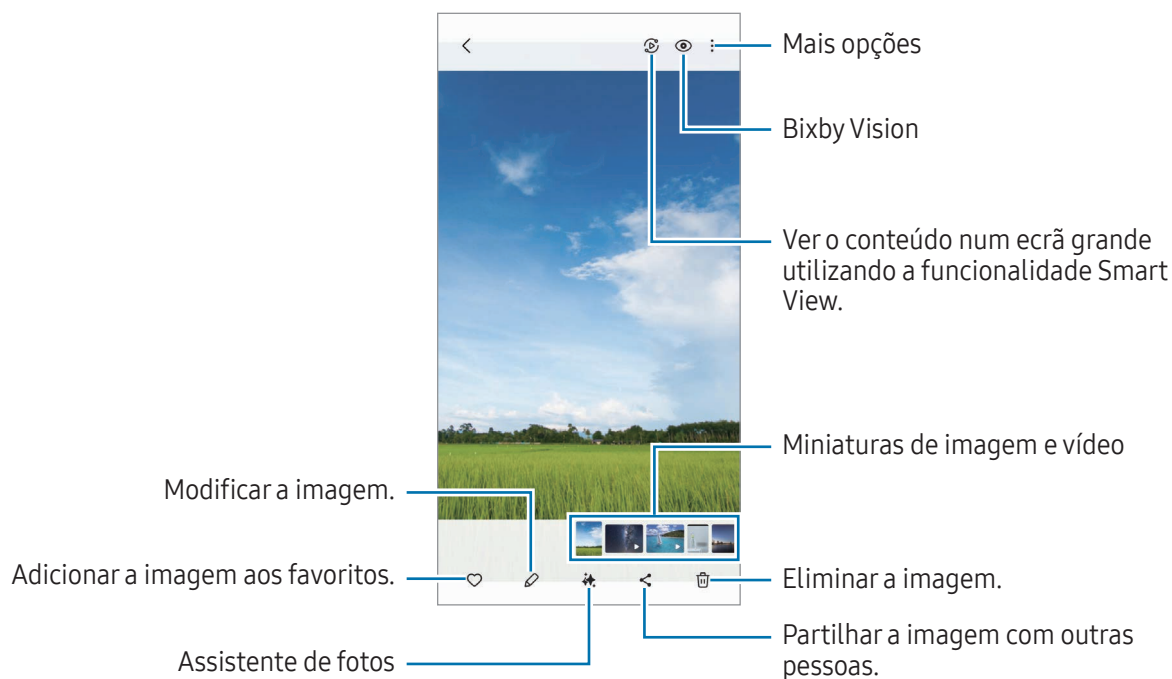 Mais opções
Bixby Vision
Ver o conteúdo num ecrã grande
utilizando a funcionalidade Smart
View.
Miniaturas de imagem e vídeo
Modificar a imagem.
Adicionar a imagem aos favoritos.
Eliminar a imagem.
Assistente de fotos
Partilhar a imagem com outras
pessoas.